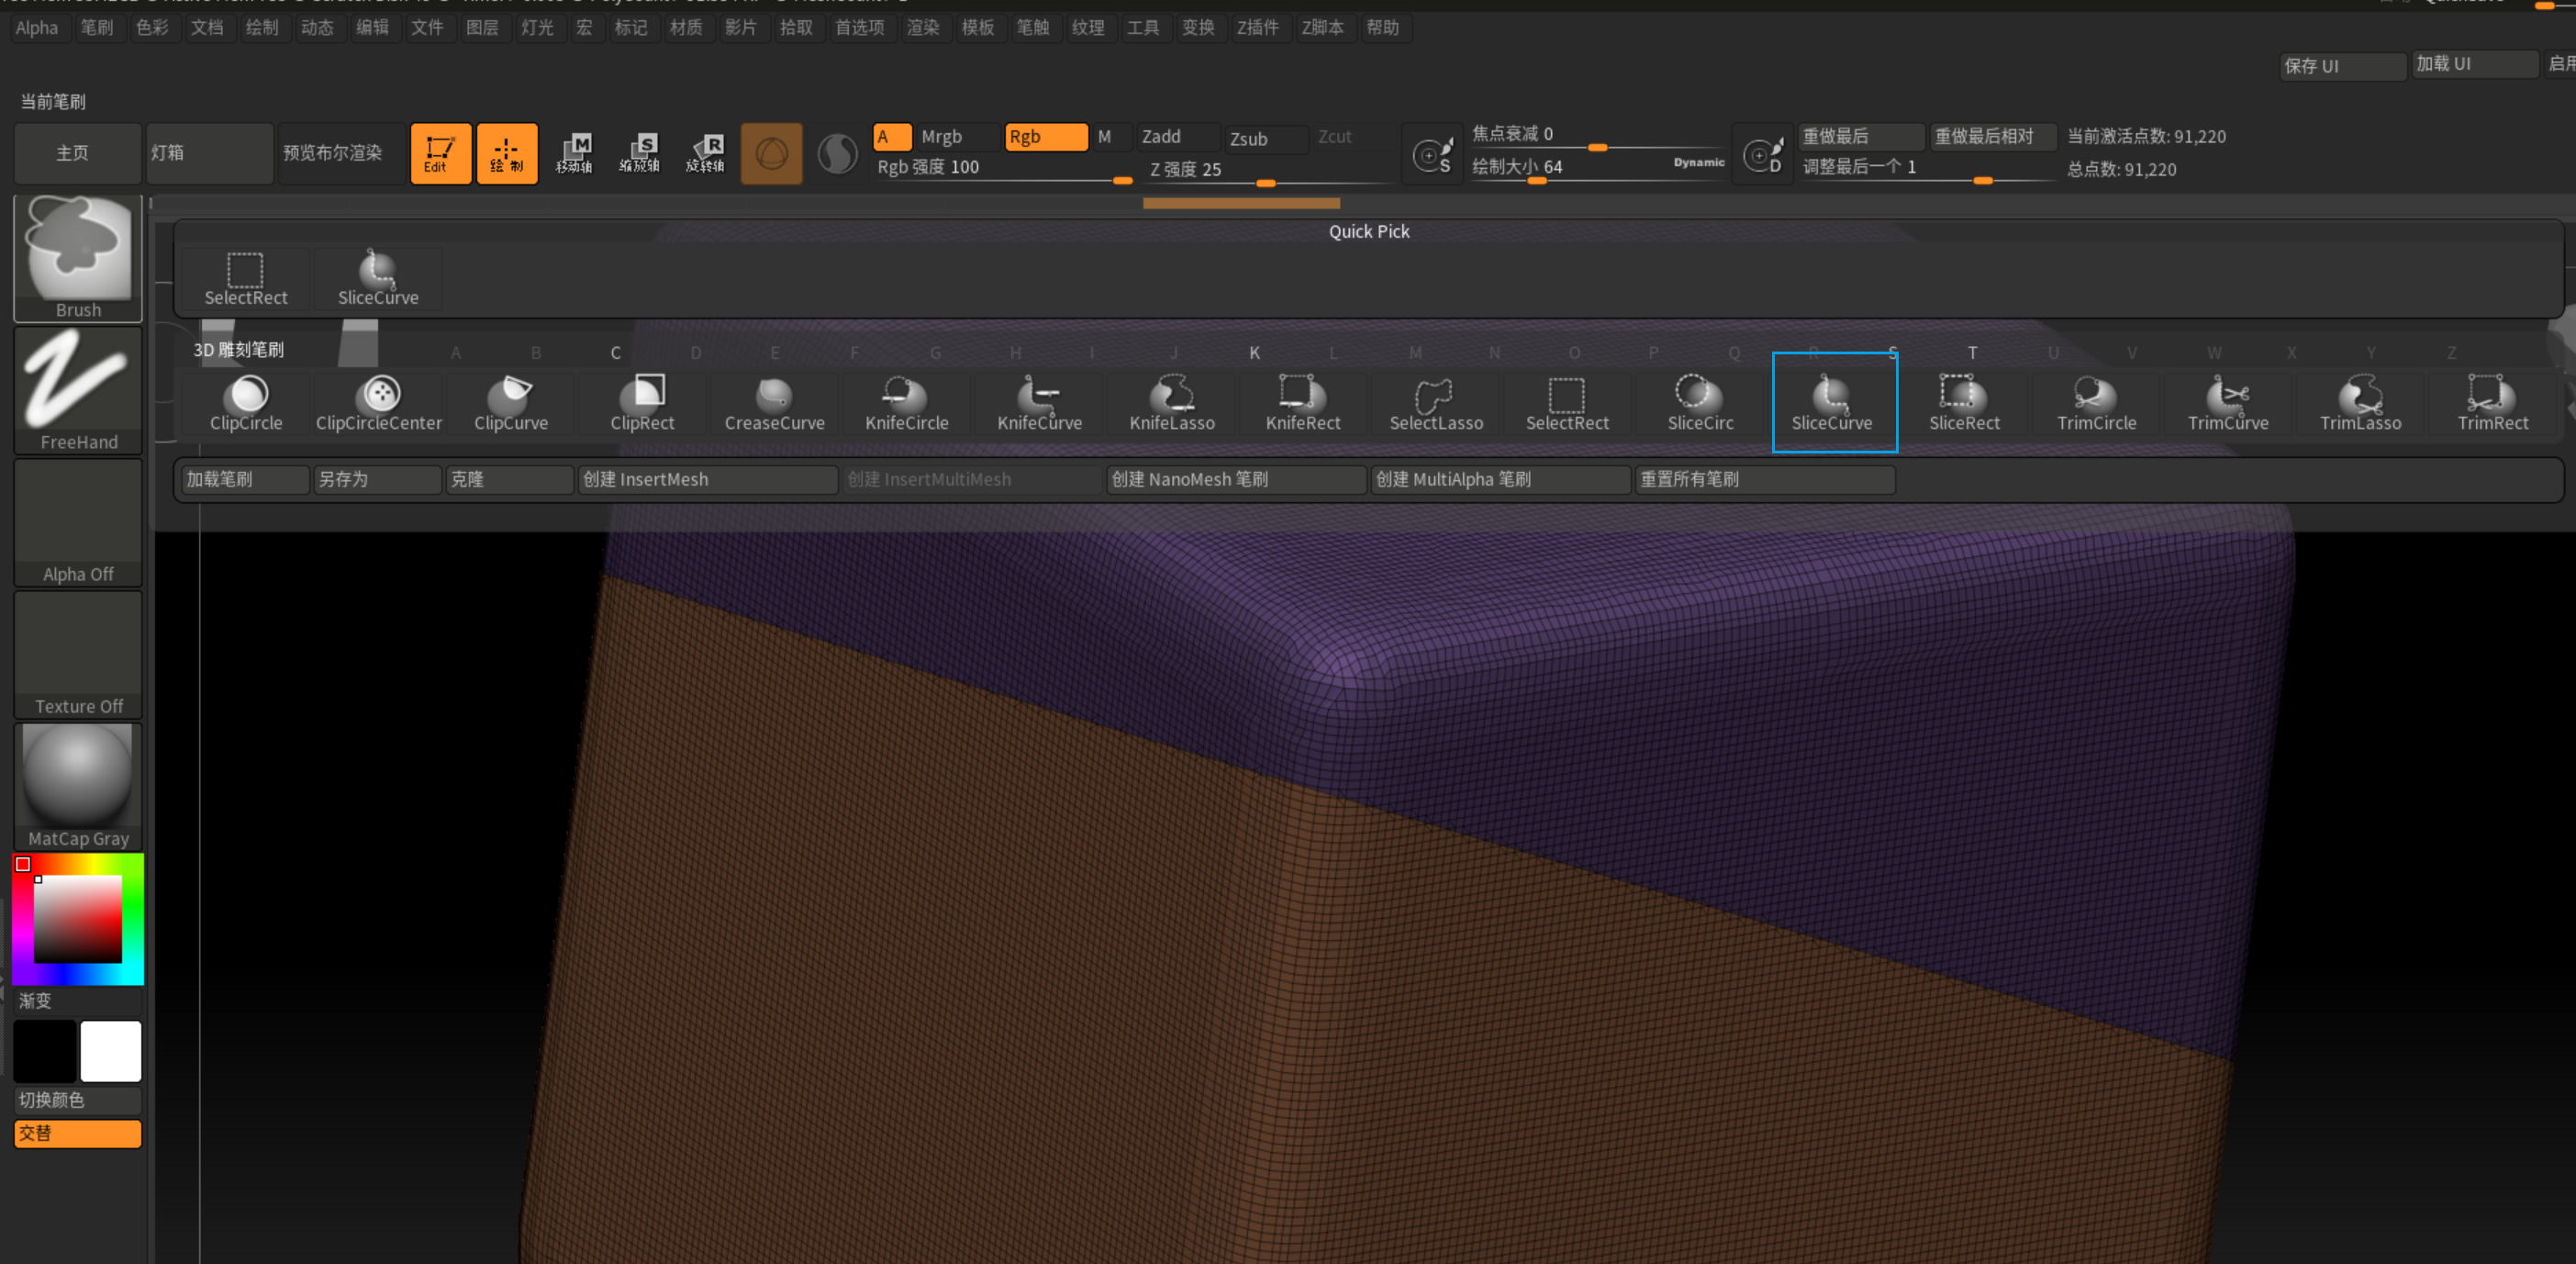 Alpha 笔刷 色彩 文档 绘制 动态 编辑 文件 图层 灯光 宏 标记 材质 影片 拾取 首选项 渲染 模板 笔触 纹理 工具 变换 Z插件 Z脚本 帮助
保存 UI 加载 UI
当前笔刷
主页 灯箱 预览布尔渲染 Edit 绘制 M 移动轴 S 缩放轴 R 旋转轴
A Mrgb Rgb M Zadd Zsub Zcut
Rgb 强度 100 Z 强度 25
S 焦点衰减 0
绘制大小 64 Dynamic
D 重做最后 重做最后相对 当前激活点数: 91,220
调整最后一个 1 总点数: 91,220
Quick Pick
SelectRect SliceCurve
3D 雕刻笔刷 A B C D E F G H I J K L M N O P Q R S T U V W X Y Z
ClipCircle ClipCircleCenter ClipCurve ClipRect CreaseCurve KnifeCircle KnifeCurve KnifeLasso KnifeRect SelectLasso SelectRect SliceCirc SliceCurve SliceRect TrimCircle TrimCurve TrimLasso TrimRect
加载笔刷 另存为 克隆 创建 InsertMesh 创建 InsertMultiMesh 创建 NanoMesh 笔刷 创建 MultiAlpha 笔刷 重置所有笔刷
Brush
FreeHand
Alpha Off
Texture Off
MatCap Gray
渐变
切换颜色
交替